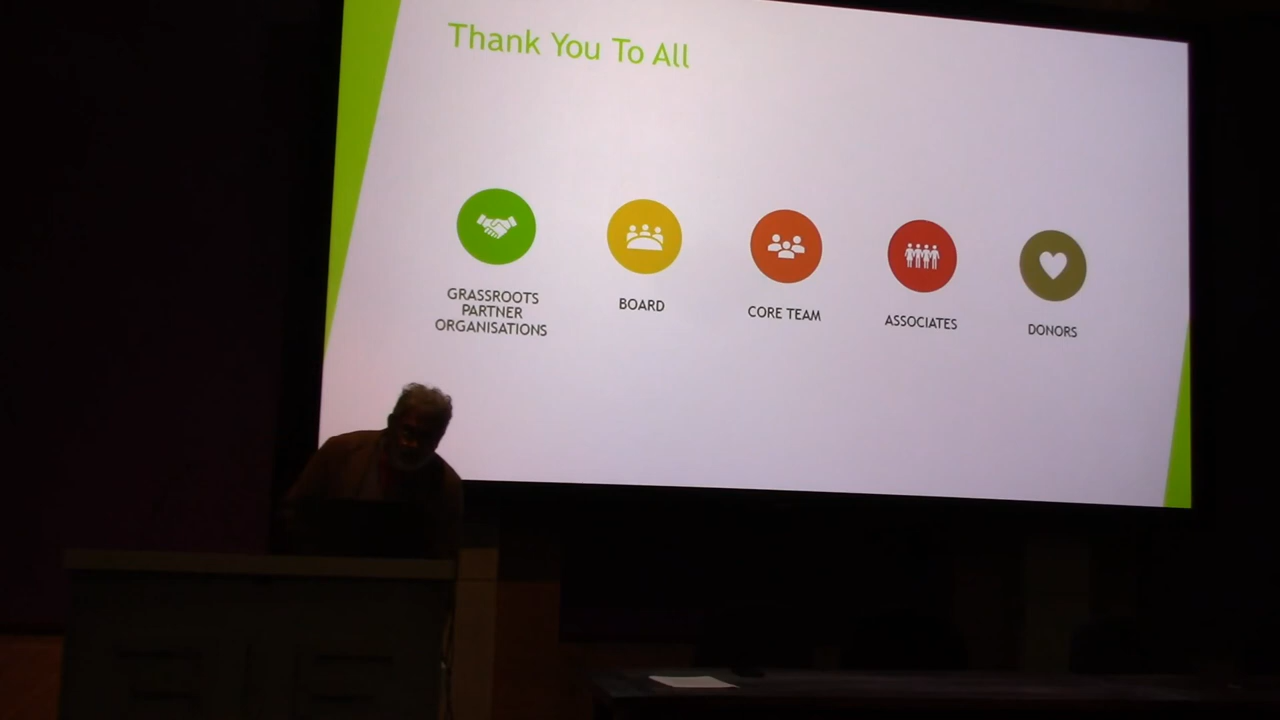 Thank You To All
GRASSROOTS
PARTNER
ORGANISATIONS
BOARD
CORE TEAM
ASSOCIATES
DONORS